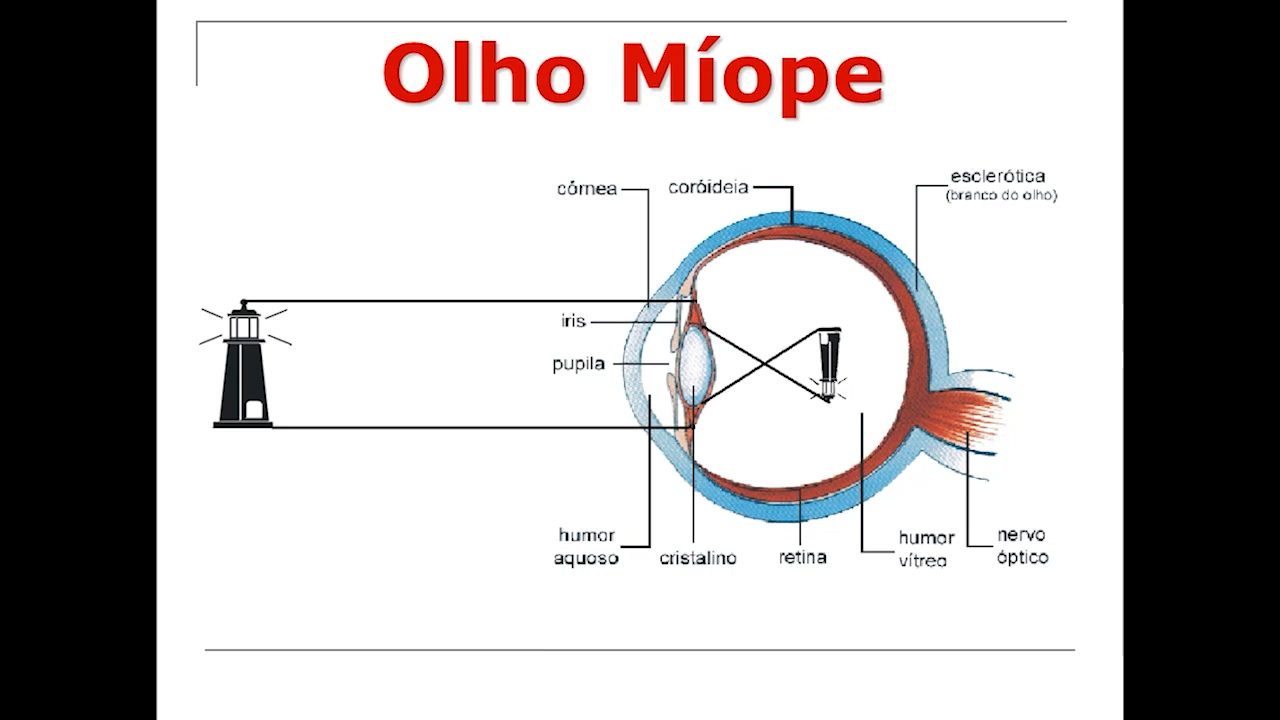 Olho Míope
córnea
coróideia
esclerótica
(branco do olho)
iris
pupila
humor
aquoso
cristalino
retina
humor
vítreo
nervo
óptico